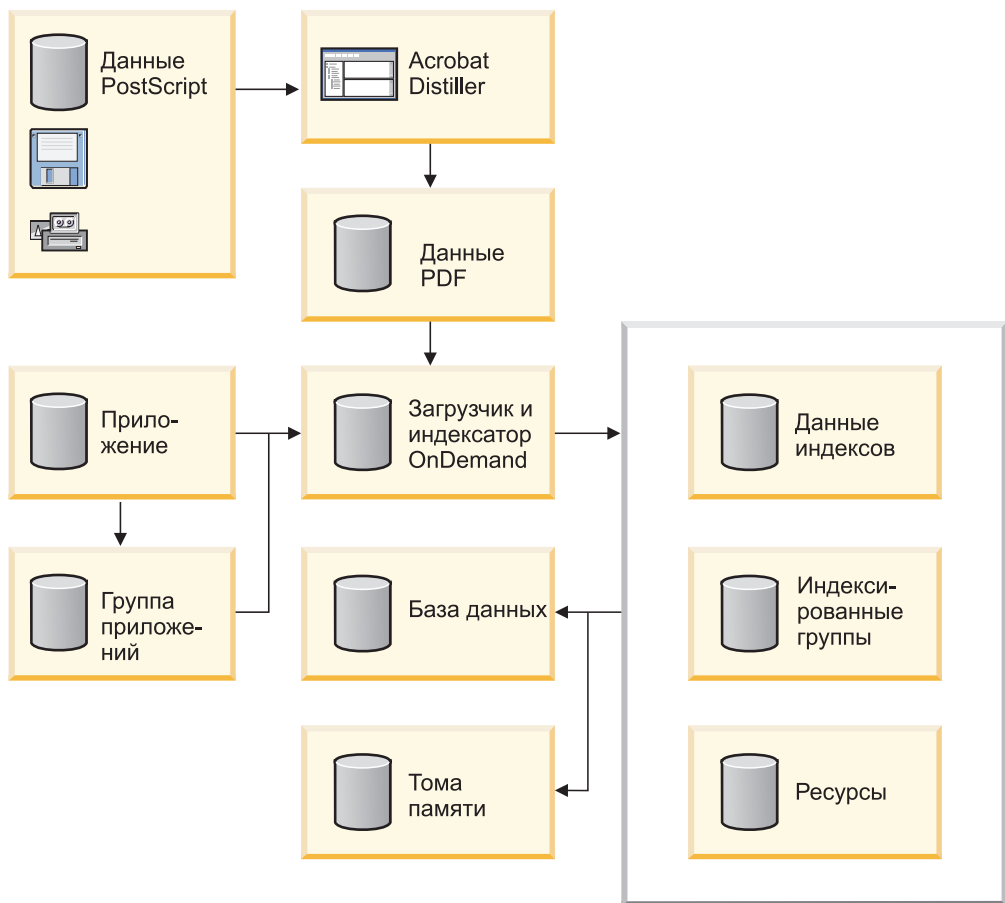 Данные
PostScript
Acrobat
Distiller
Данные
PDF
Прило-
жение
Загрузчик и
индексатор
OnDemand
Данные
индексов
Группа
приложе-
ний
База данных
Индекси-
рованные
группы
Тома
памяти
Ресурсы